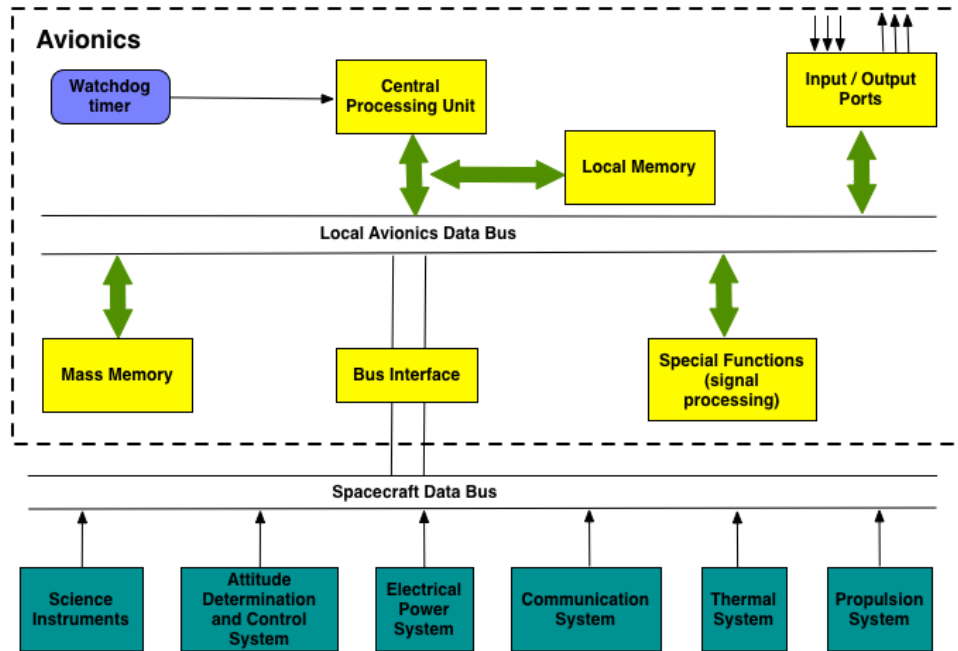 Avionics
Watchdog
timer
Central
Processing Unit
Input / Output
Ports
Local Memory
Local Avionics Data Bus
Mass Memory
Bus Interface
Special Functions
(signal
processing)
Spacecraft Data Bus
Science
Instruments
Attitude
Determination
and Control
System
Electrical
Power
System
Communication
System
Thermal
System
Propulsion
System